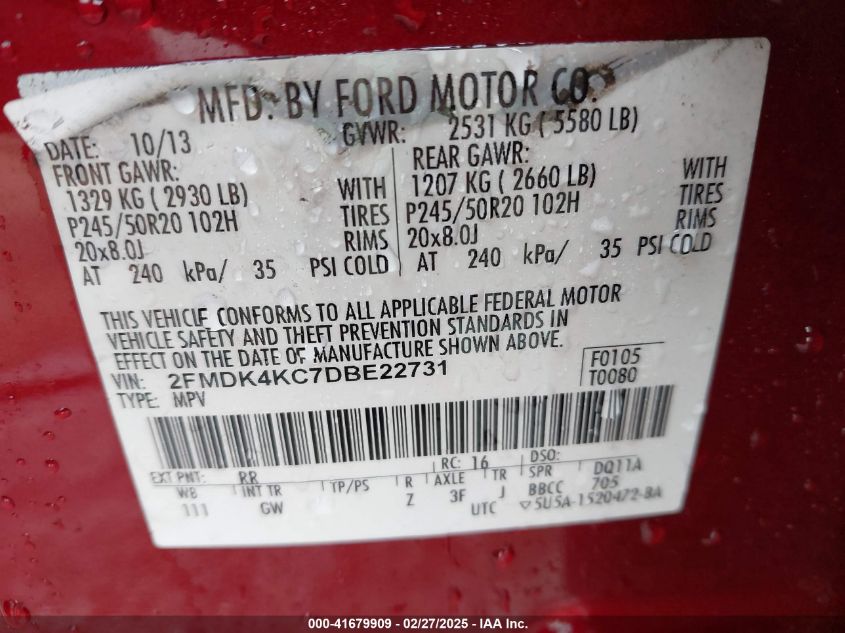 MFD. BY FORD MOTOR CO.
DATE: 10/13 GVWR: 2531 KG ( 5580 LB)
FRONT GAWR: REAR GAWR:
1329 KG ( 2930 LB) WITH 1207 KG ( 2660 LB) WITH
P245/50R20 102H TIRES P245/50R20 102H TIRES
20x8.0J RIMS 20x8.0J RIMS
AT 240 kPa/ 35 PSI COLD AT 240 kPa/ 35 PSI COLD
THIS VEHICLE CONFORMS TO ALL APPLICABLE FEDERAL MOTOR
VEHICLE SAFETY AND THEFT PREVENTION STANDARDS IN
EFFECT ON THE DATE OF MANUFACTURE SHOWN ABOVE.
VIN: 2FMDK4KC7DBE22731 F0105
TYPE: MPV T0080
EXT PNT: RR RC: 16 DSO:
WB INT TR TP/PS R AXLE TR SPR DQ11A
111 GW Z 3F J BBCC 705
UTC ▽5U5A-1520472-BA
000-41679909 - 02/27/2025 - IAA Inc.